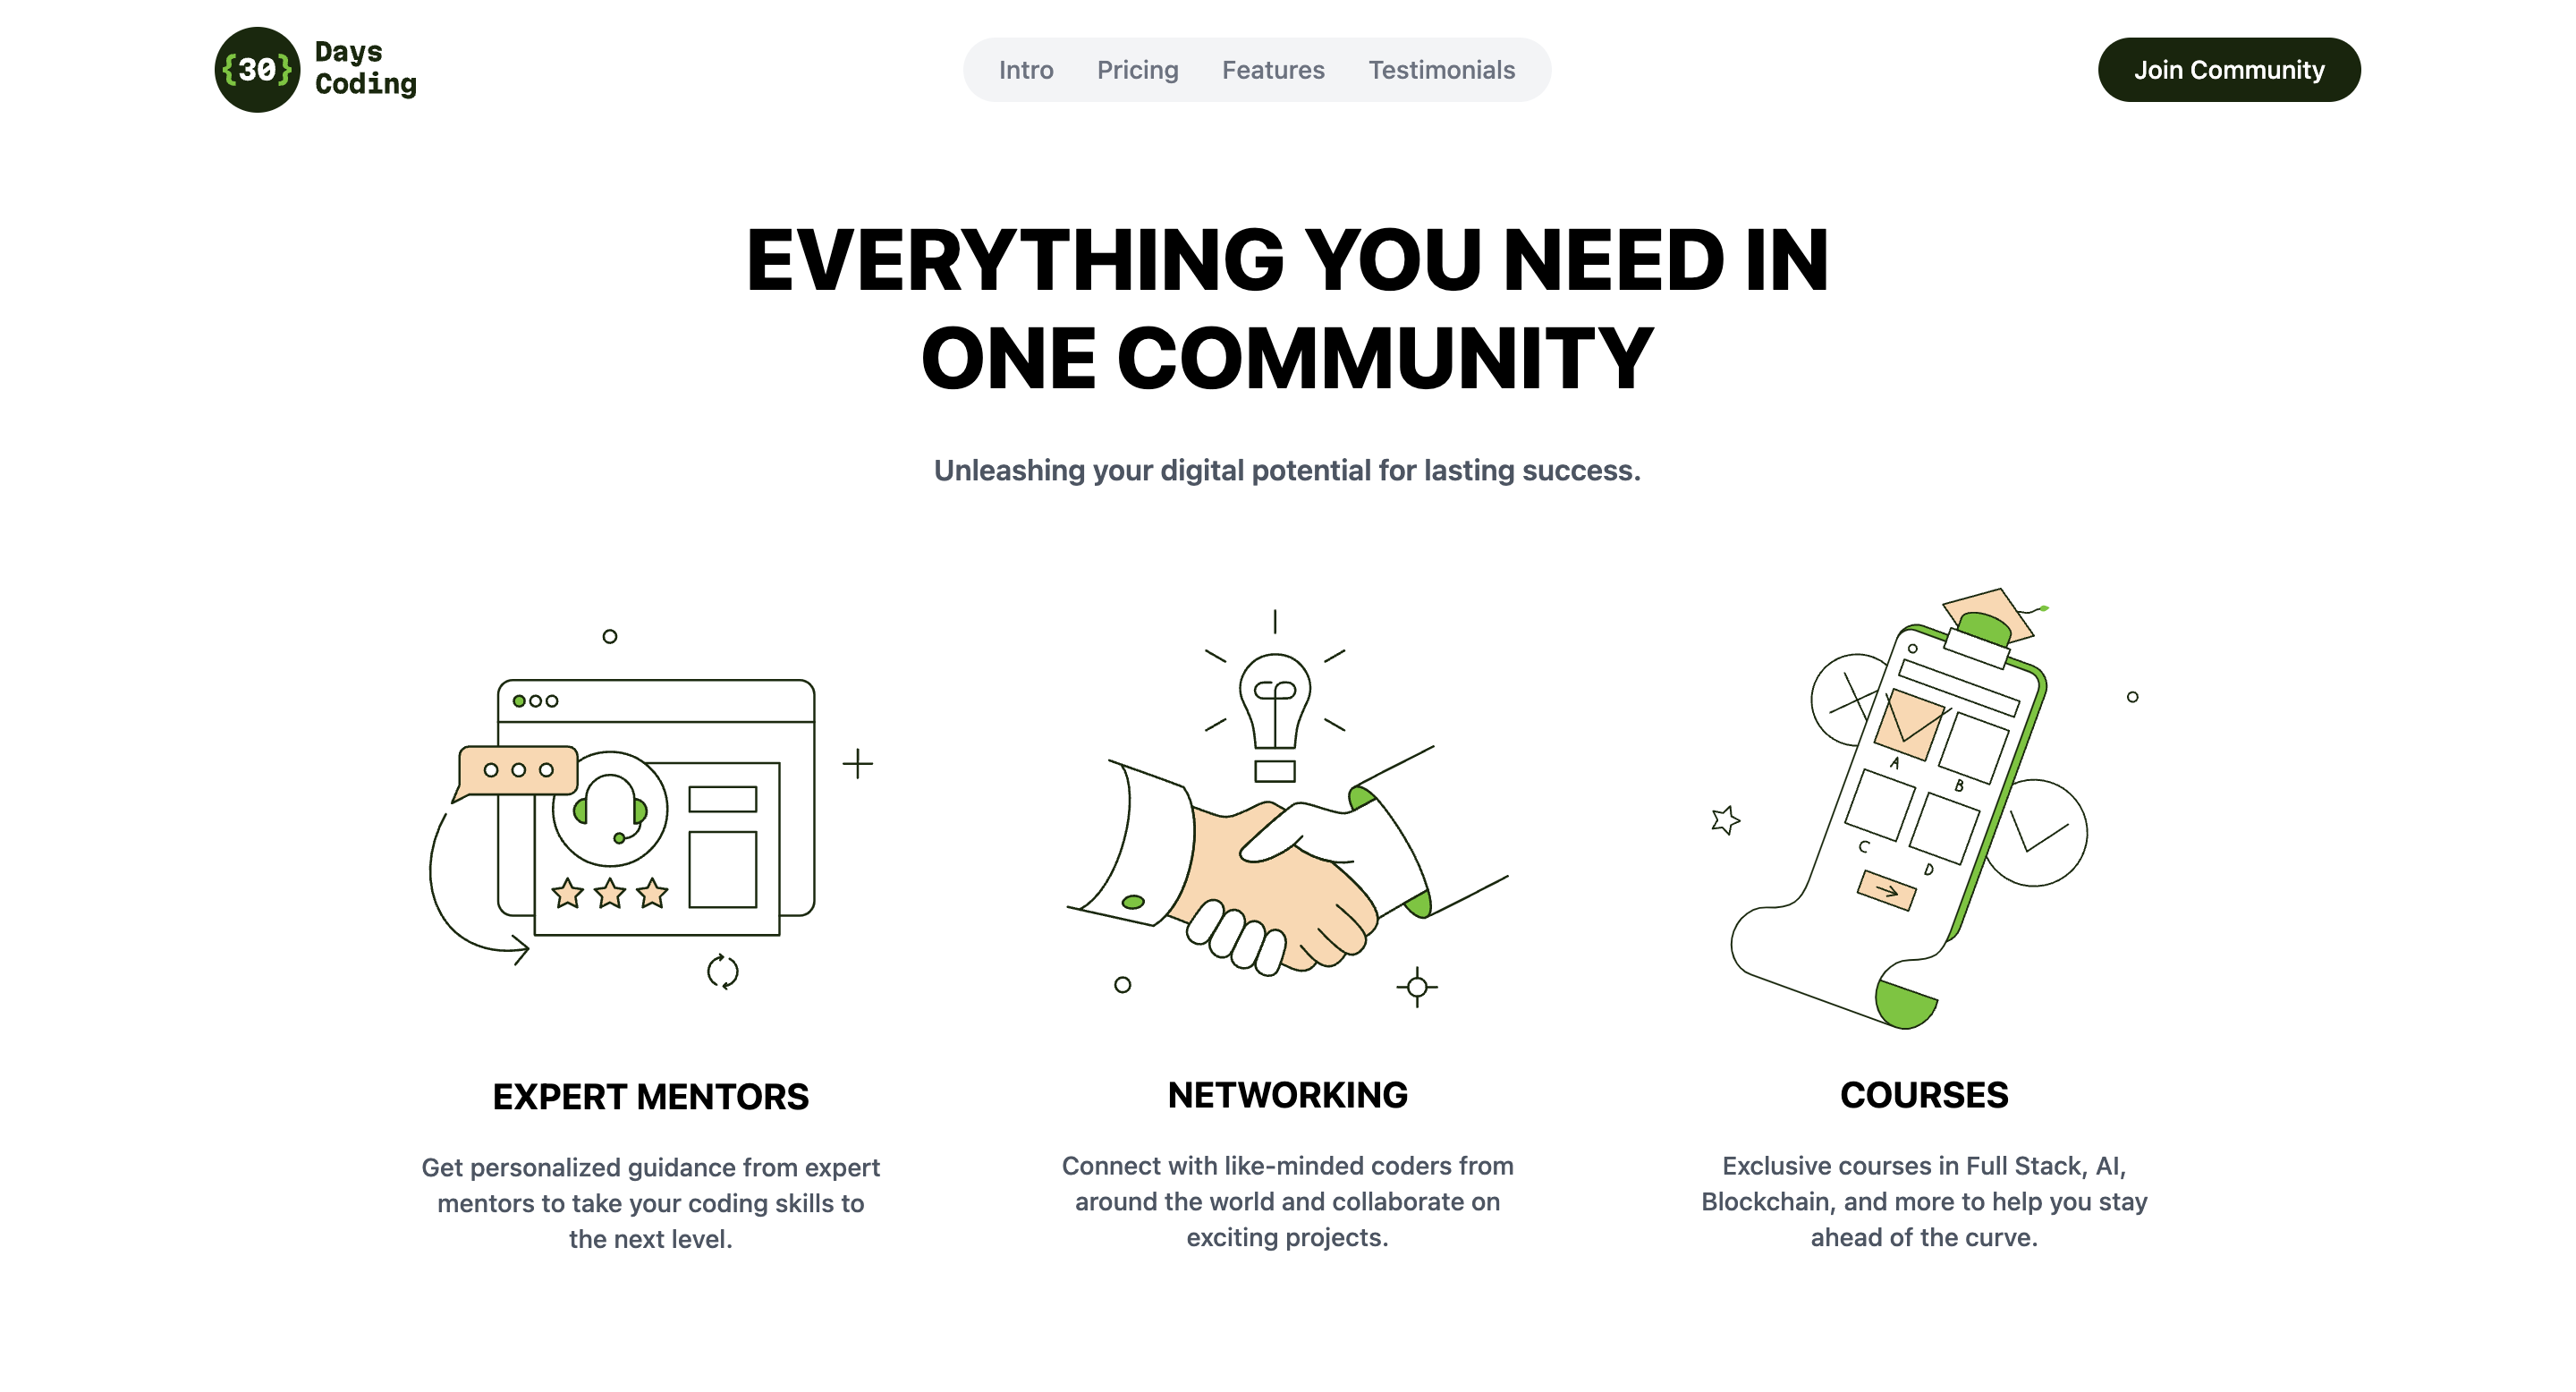 {30} Days
Coding
Intro Pricing Features Testimonials
Join Community
EVERYTHING YOU NEED IN
ONE COMMUNITY
Unleashing your digital potential for lasting success.
A
B
C
D
EXPERT MENTORS
Get personalized guidance from expert
mentors to take your coding skills to
the next level.
NETWORKING
Connect with like-minded coders from
around the world and collaborate on
exciting projects.
COURSES
Exclusive courses in Full Stack, AI,
Blockchain, and more to help you stay
ahead of the curve.